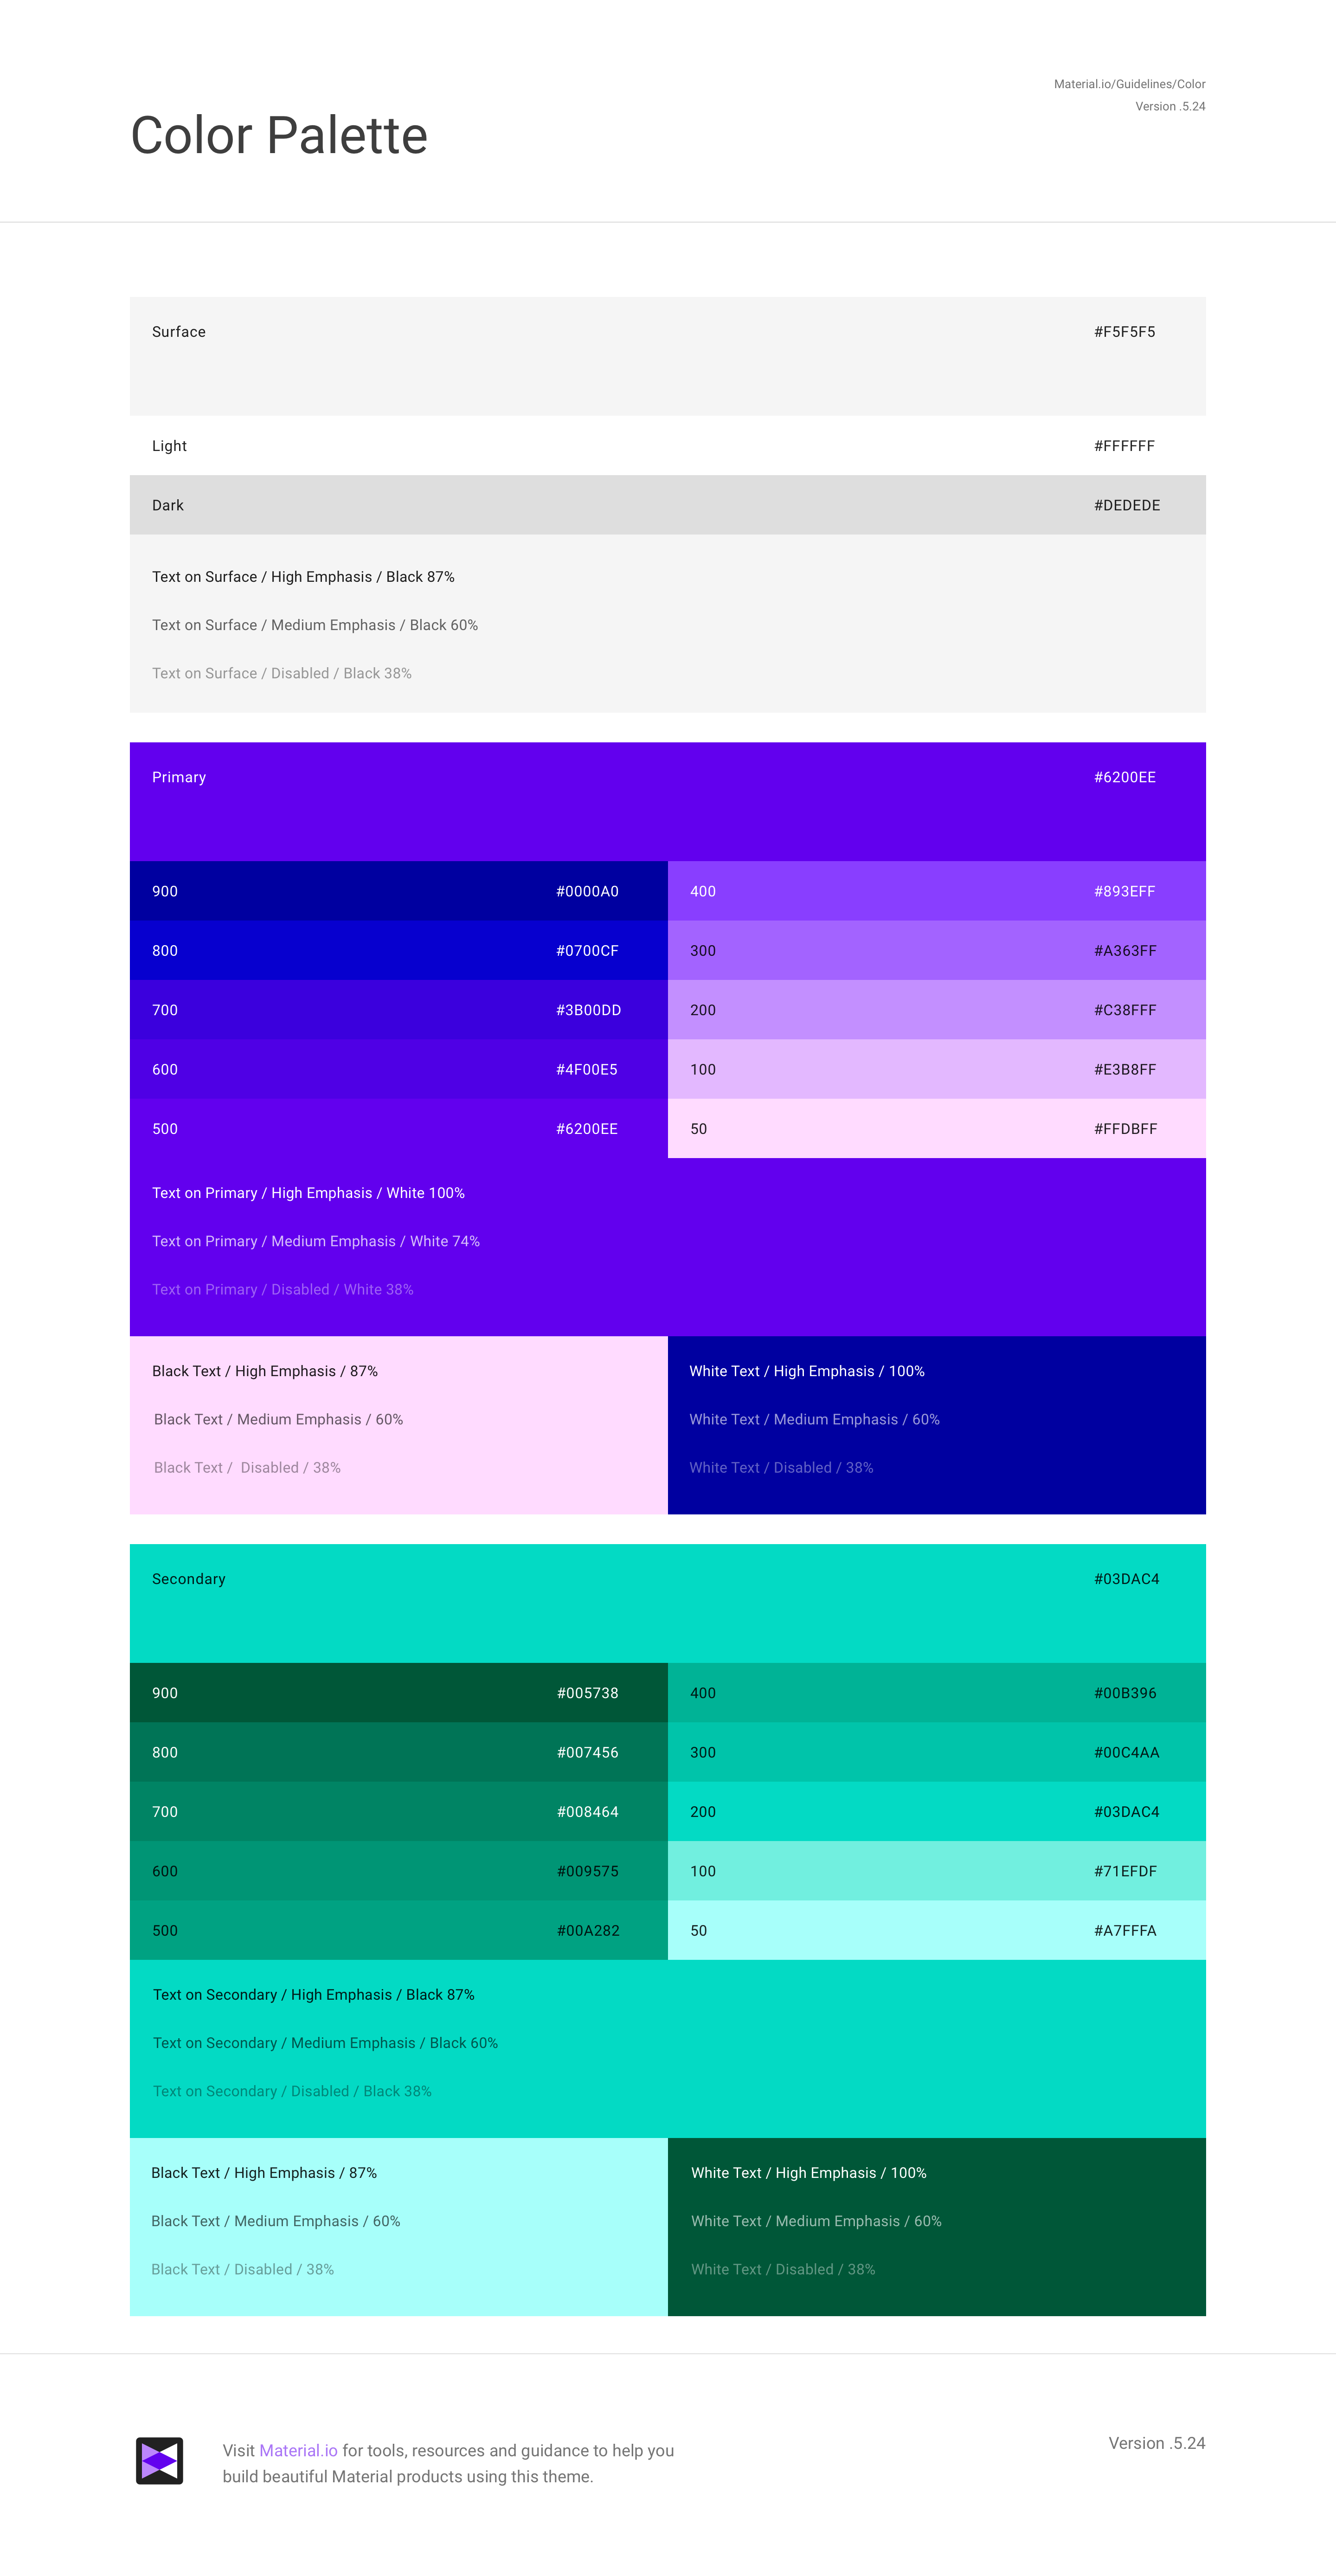 Material.io/Guidelines/Color
Version .5.24
Color Palette
Surface #F5F5F5
Light #FFFFFF
Dark #DEDEDE
Text on Surface / High Emphasis / Black 87%
Text on Surface / Medium Emphasis / Black 60%
Text on Surface / Disabled / Black 38%
Primary #6200EE
900 #0000A0 400 #893EFF
800 #0700CF 300 #A363FF
700 #3B00DD 200 #C38FFF
600 #4F00E5 100 #E3B8FF
500 #6200EE 50 #FFDBFF
Text on Primary / High Emphasis / White 100%
Text on Primary / Medium Emphasis / White 74%
Text on Primary / Disabled / White 38%
Black Text / High Emphasis / 87% White Text / High Emphasis / 100%
Black Text / Medium Emphasis / 60% White Text / Medium Emphasis / 60%
Black Text /  Disabled / 38% White Text / Disabled / 38%
Secondary #03DAC4
900 #005738 400 #00B396
800 #007456 300 #00C4AA
700 #008464 200 #03DAC4
600 #009575 100 #71EFDF
500 #00A282 50 #A7FFFA
Text on Secondary / High Emphasis / Black 87%
Text on Secondary / Medium Emphasis / Black 60%
Text on Secondary / Disabled / Black 38%
Black Text / High Emphasis / 87% White Text / High Emphasis / 100%
Black Text / Medium Emphasis / 60% White Text / Medium Emphasis / 60%
Black Text / Disabled / 38% White Text / Disabled / 38%
Visit Material.io for tools, resources and guidance to help you
build beautiful Material products using this theme.
Version .5.24